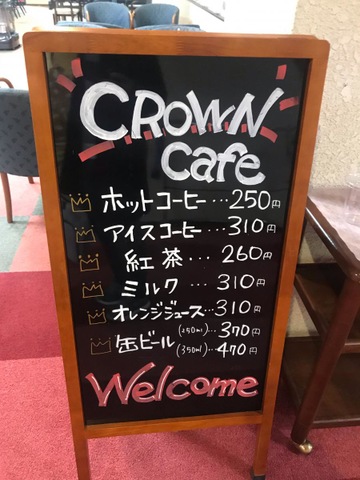 CROWN
Cafe
ホットコーヒー…250円
アイスコーヒー…310円
紅茶…260円
ミルク…310円
オレンジジュース…310円
缶ビール(250ml)…370円
(350ml)…470円
Welcome